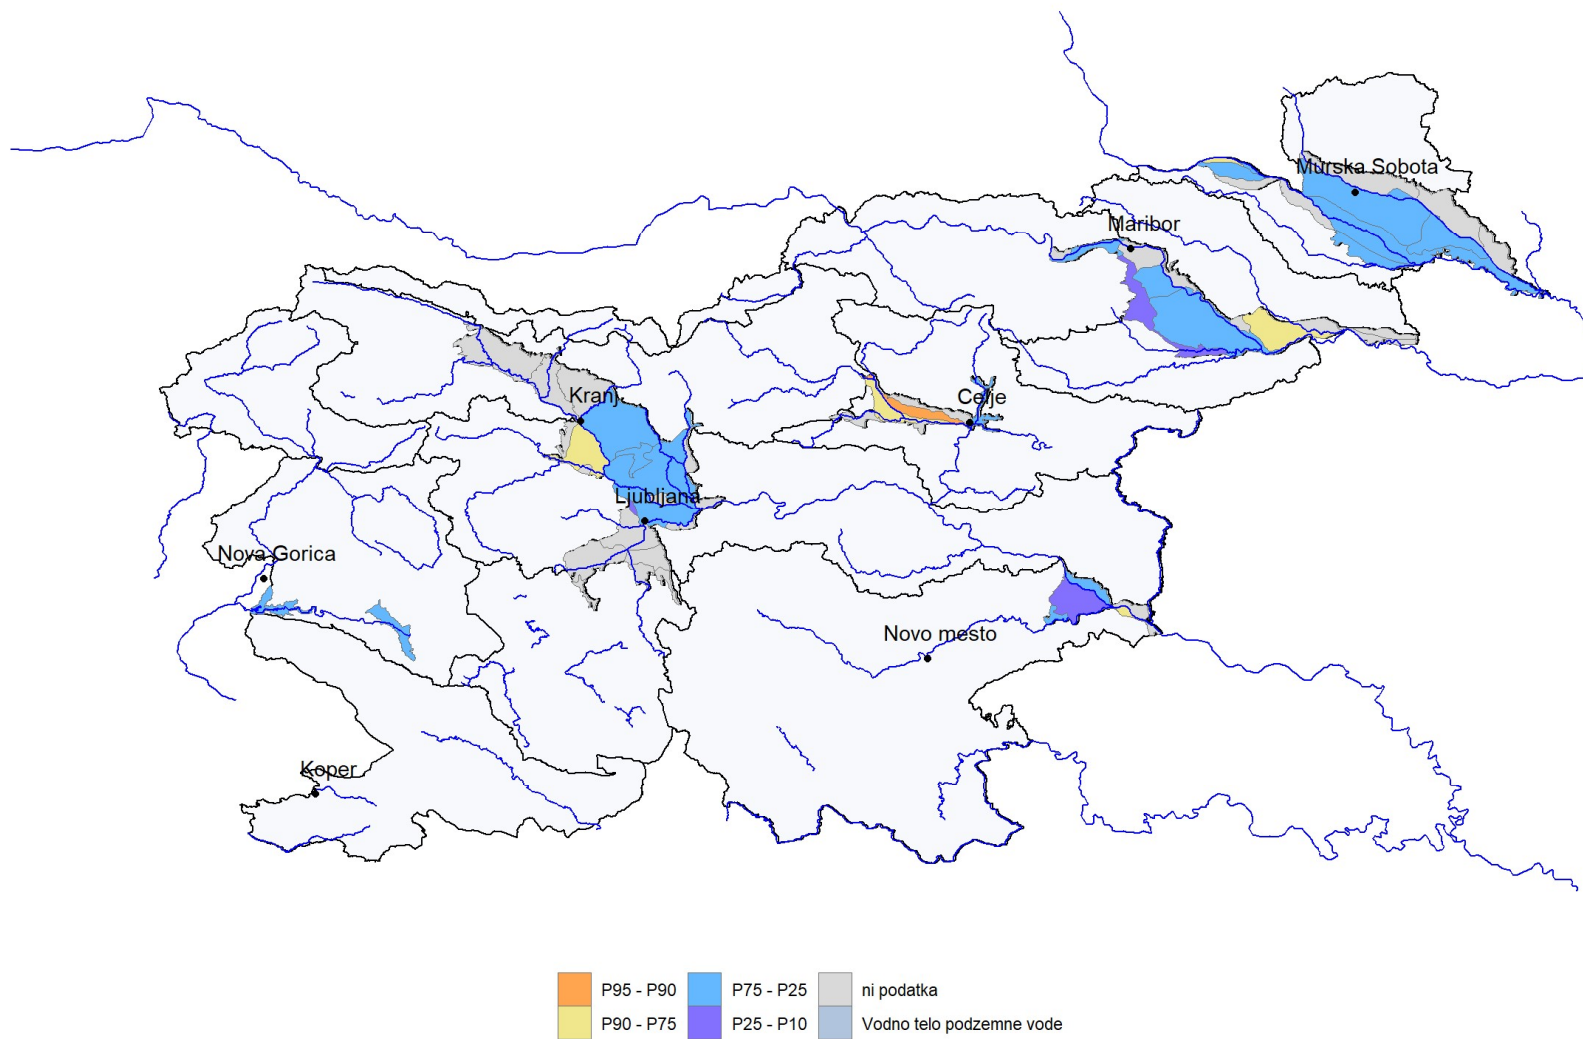 Murska Sobota
Maribor
Kranj
Celje
Ljubljana
Nova Gorica
Novo mesto
Koper
P95 - P90
P75 - P25
ni podatka
P90 - P75
P25 - P10
Vodno telo podzemne vode